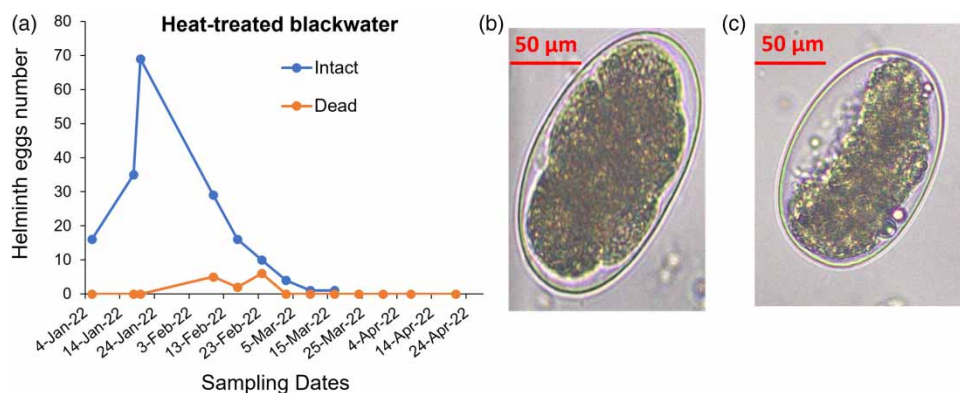 (a)
Heat-treated blackwater
Helminth eggs number
80
70
60
50
40
30
20
10
0
Intact
Dead
4-Jan-22
14-Jan-22
24-Jan-22
3-Feb-22
13-Feb-22
23-Feb-22
5-Mar-22
15-Mar-22
25-Mar-22
4-Apr-22
14-Apr-22
24-Apr-22
Sampling Dates
(b)
50 µm
(c)
50 µm